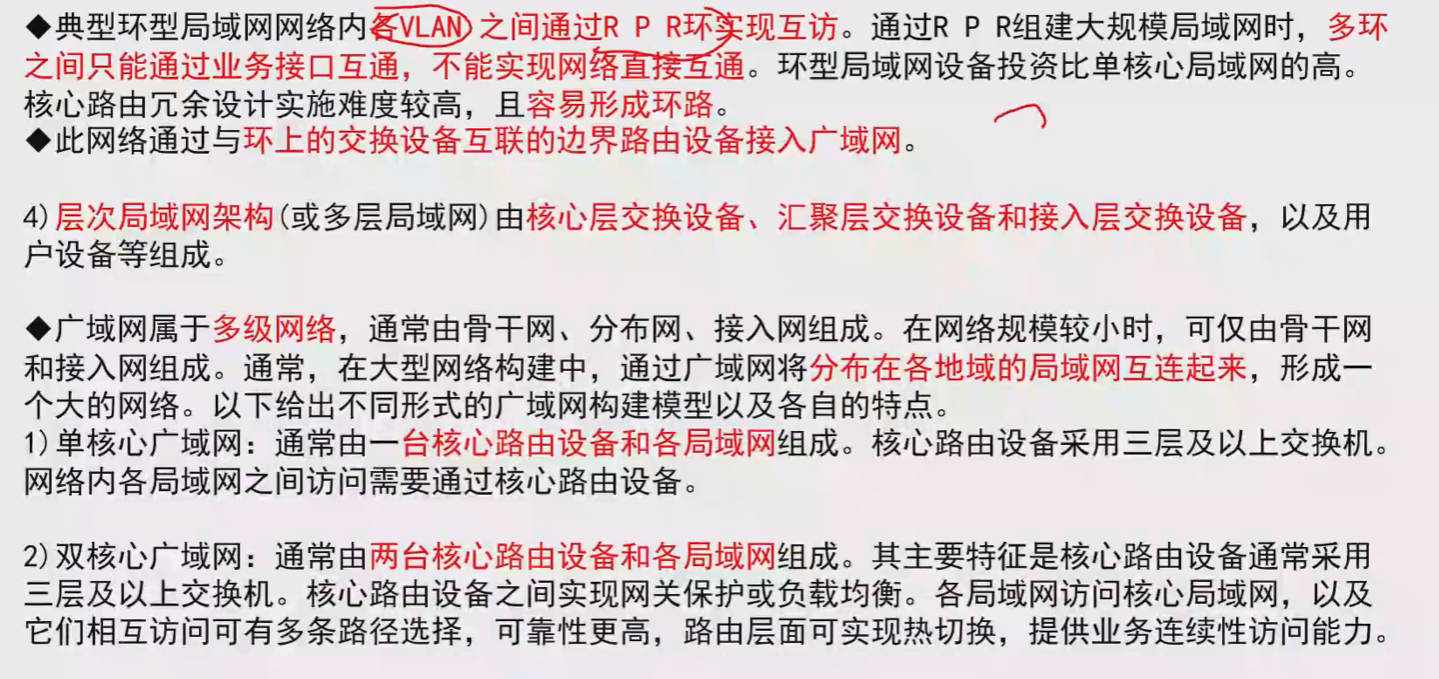 ◆典型环型局域网网络内各VLAN 之间通过R P R环实现互访。通过R P R组建大规模局域网时，多环
之间只能通过业务接口互通，不能实现网络直接互通。环型局域网设备投资比单核心局域网的高。
核心路由冗余设计实施难度较高，且容易形成环路。
◆此网络通过与环上的交换设备互联的边界路由设备接入广域网。
4)层次局域网架构(或多层局域网)由核心层交换设备、汇聚层交换设备和接入层交换设备，以及用
户设备等组成。
◆广域网属于多级网络，通常由骨干网、分布网、接入网组成。在网络规模较小时，可仅由骨干网
和接入网组成。通常，在大型网络构建中，通过广域网将分布在各地域的局域网互连起来，形成一
个大的网络。以下给出不同形式的广域网构建模型以及各自的特点。
1)单核心广域网：通常由一台核心路由设备和各局域网组成。核心路由设备采用三层及以上交换机。
网络内各局域网之间访问需要通过核心路由设备。
2)双核心广域网：通常由两台核心路由设备和各局域网组成。其主要特征是核心路由设备通常采用
三层及以上交换机。核心路由设备之间实现网关保护或负载均衡。各局域网访问核心局域网，以及
它们相互访问可有多条路径选择，可靠性更高，路由层面可实现热切换，提供业务连续性访问能力。